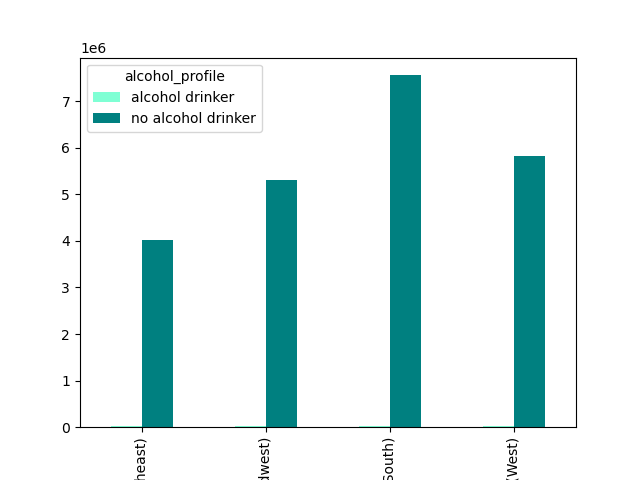 1e6
alcohol_profile
alcohol drinker
no alcohol drinker
7
6
5
4
3
2
1
0
heast)
dwest)
South)
(West)